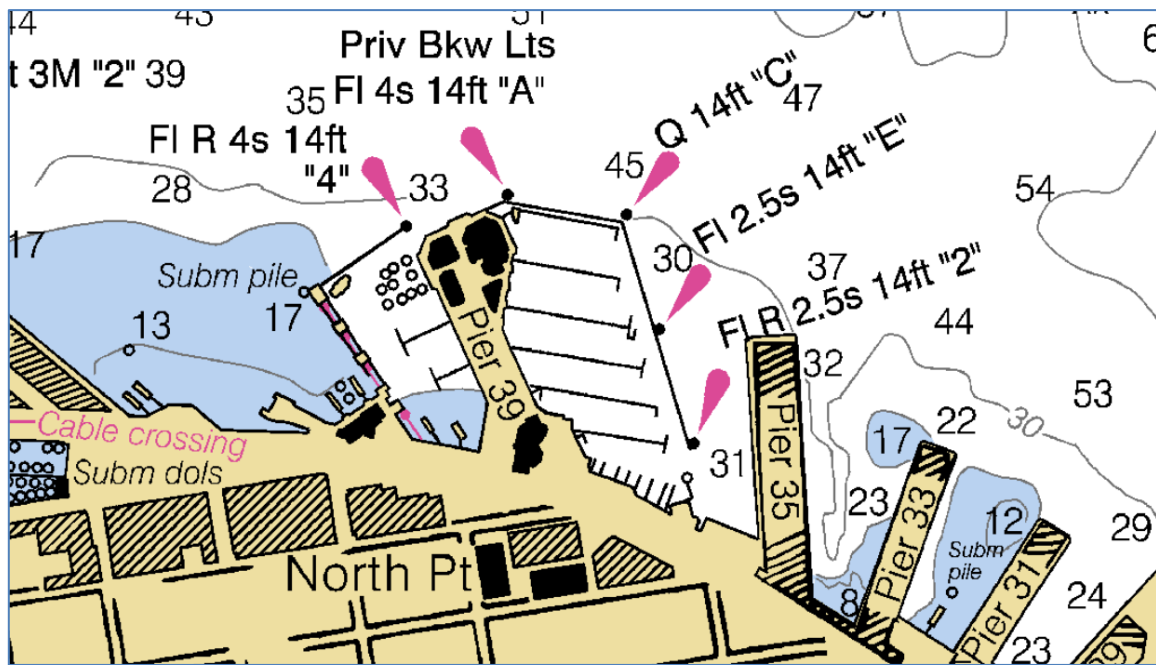 43
51
Priv Bkw Lts
t 3M "2" 39
Fl 4s 14ft "A"
35
47
Fl R 4s 14ft
"4"
Q 14ft "C"
45
33
28
54
Fl 2.5s 14ft "E"
17
30
37
Subm pile
17
Fl R 2.5s 14ft "2"
13
44
32
Pier 39
53
30
22
Cable crossing
17
31
Pier 35
Subm dols
23
Pier 33
12
29
Subm
pile
North Pt
8
Pier 31
24
23